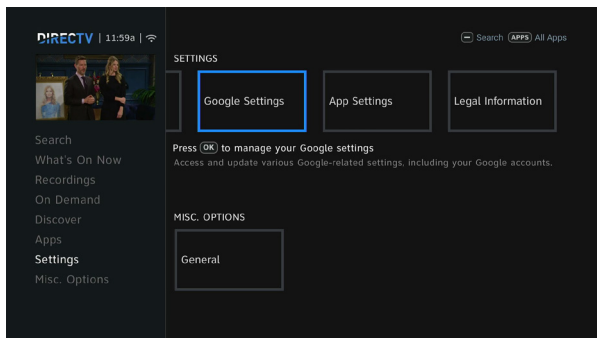 DIRECTV | 11:59a |
Search APPS All Apps
Search
What's On Now
Recordings
On Demand
Discover
Apps
Settings
Misc. Options
SETTINGS
Google Settings
App Settings
Legal Information
Press OK to manage your Google settings
Access and update various Google-related settings, including your Google accounts.
MISC. OPTIONS
General